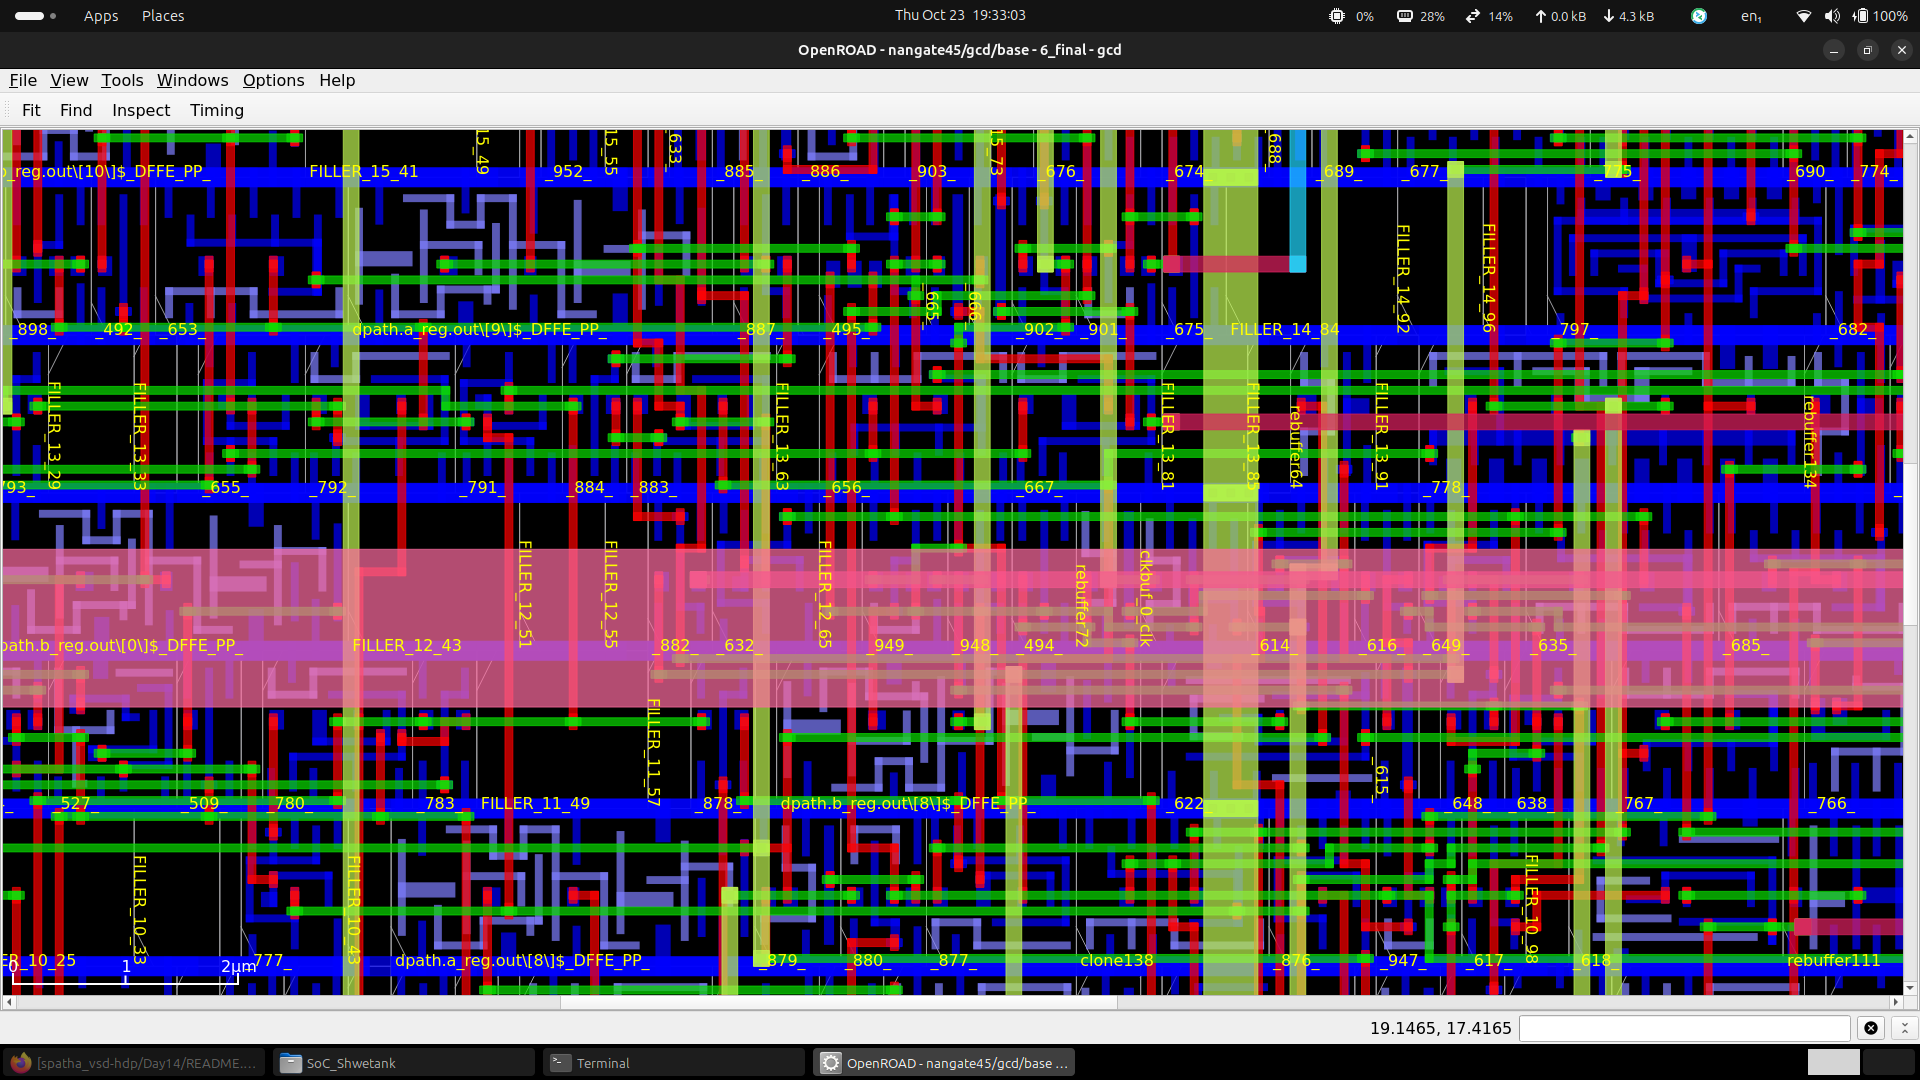 Apps Places Thu Oct 23 19:33:03 0% 28% 14% 0.0 kB 4.3 kB en₁ 100%
OpenROAD - nangate45/gcd/base - 6_final - gcd
File View Tools Windows Options Help
Fit Find Inspect Timing
15_49
15_55
_633_
15_73
_688_
o_reg.out\[10\]$_DFFE_PP_ FILLER_15_41 _952_ _885_ _886_ _903_ _676_ _674_ _689_ _677_ _775_ _690_ _774_
FILLER_14_92
FILLER_14_96
_665_
_666_
_898_ _492_ _653_ dpath.a_reg.out\[9\]$_DFFE_PP_ _887_ _495_ _902_ _901_ _675_ FILLER_14_84 _797_ _682_
FILLER_13_29
FILLER_13_33
FILLER_13_63
FILLER_13_81
FILLER_13_85
rebuffer64
FILLER_13_91
rebuffer134
793_ _655_ _792_ _791_ _884_ _883_ _656_ _667_ _778_
FILLER_12_51
FILLER_12_55
FILLER_12_65
rebuffer72
clkbuf_0_clk
path.b_reg.out\[0\]$_DFFE_PP_ FILLER_12_43 _882_ _632_ _949_ _948_ _494_ _614_ _616_ _649_ _635_ _685_
FILLER_11_57
_615_
_527_ _509_ _780_ _783_ FILLER_11_49 _878_ dpath.b_reg.out\[8\]$_DFFE_PP_ _622_ _648_ _638_ _767_ _766_
FILLER_10_33
FILLER_10_43
FILLER_10_98
ER_10_25 _777_ dpath.a_reg.out\[8\]$_DFFE_PP_ _879_ _880_ _877_ clone138 _876_ _947_ _617_ _618_ rebuffer111
0 1 2μm
19.1465, 17.4165
[spatha_vsd-hdp/Day14/README.... SoC_Shwetank Terminal OpenROAD - nangate45/gcd/base ...